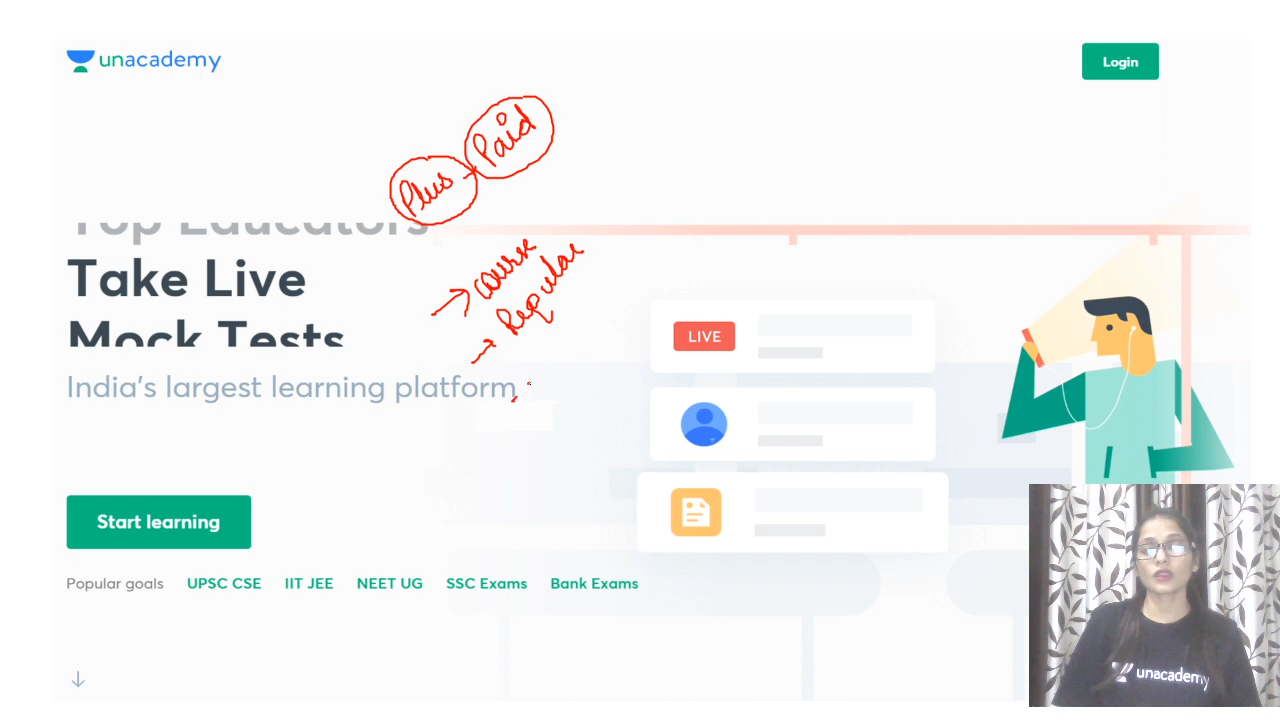 unacademy
Login
Paid
Plus
Top Educators
Take Live
Mock Tests
course
Regular
India's largest learning platform
LIVE
Start learning
Popular goals UPSC CSE IIT JEE NEET UG SSC Exams Bank Exams
unacademy